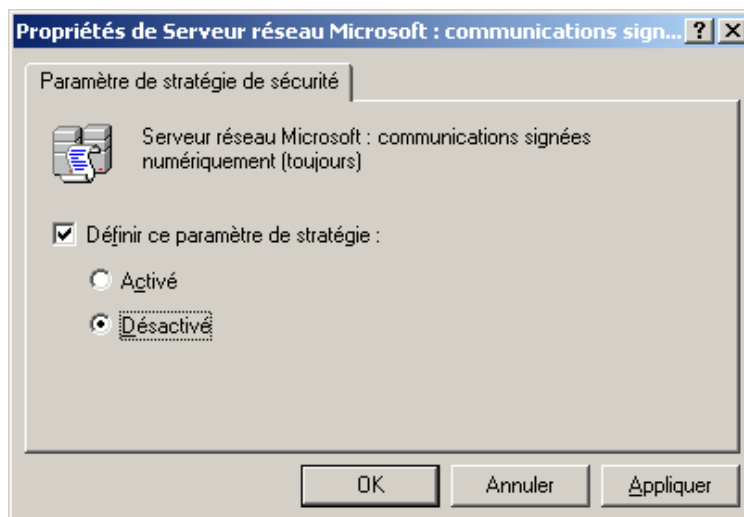 Propriétés de Serveur réseau Microsoft : communications sign...
Paramètre de stratégie de sécurité
Serveur réseau Microsoft : communications signées
numériquement (toujours)
Définir ce paramètre de stratégie :
Activé
Désactivé
OK Annuler Appliquer